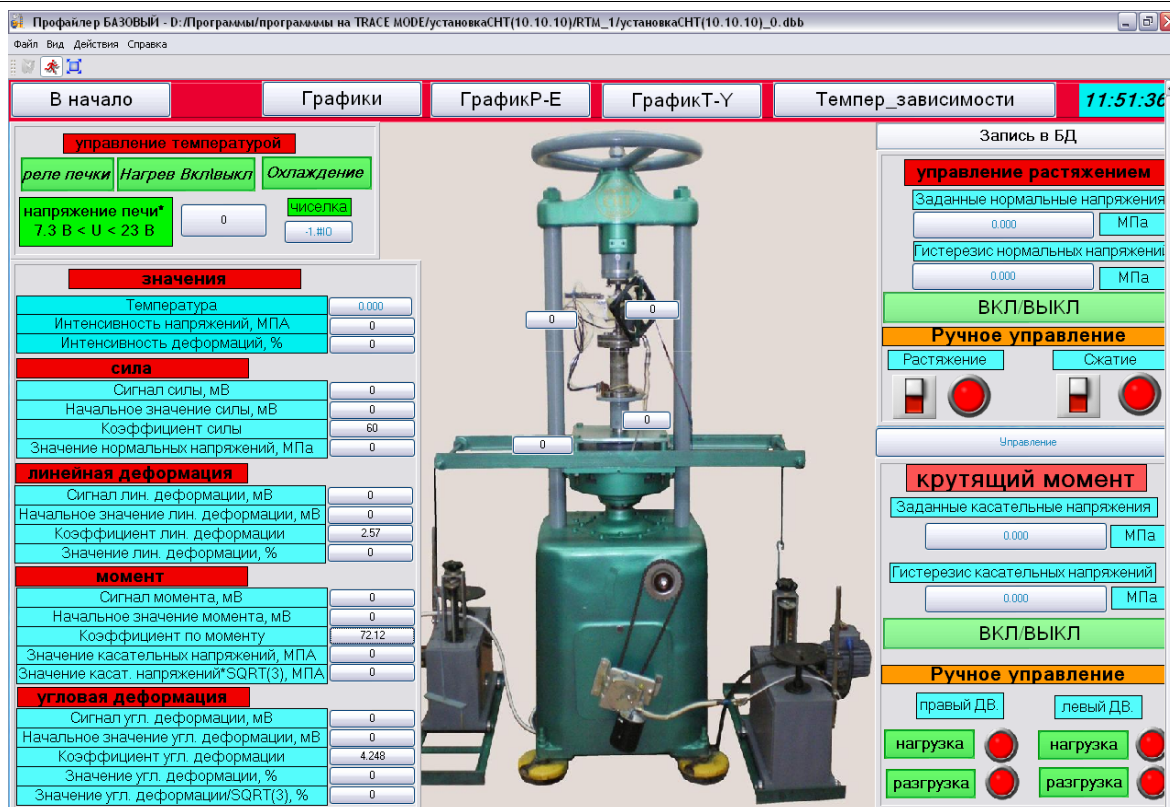 Профайлер БАЗОВЫЙ - D:/Программы/программмы на TRACE MODE/установкаСНТ(10.10.10)/RTM_1/установкаСНТ(10.10.10)_0.dbb
Файл Вид Действия Справка
В начало
Графики
ГрафикP-E
ГрафикT-Y
Темпер_зависимости
11:51:36
управление температурой
реле печки
Нагрев Вкл\выкл
Охлаждение
напряжение печи*
7.3 В < U < 23 В
0
чиселка
-1.#IO
значения
Температура 0.000
Интенсивность напряжений, МПА 0
Интенсивность деформаций, % 0
сила
Сигнал силы, мВ 0
Начальное значение силы, мВ 0
Коэффициент силы 60
Значение нормальных напряжений, МПа 0
линейная деформация
Сигнал лин. деформации, мВ 0
Начальное значение лин. деформации, мВ 0
Коэффициент лин. деформации 2.57
Значение лин. деформации, % 0
момент
Сигнал момента, мВ 0
Начальное значение момента, мВ 0
Коэффициент по моменту 72.12
Значение касательных напряжений, МПА 0
Значение касат. напряжений*SQRT(3), МПА 0
угловая деформация
Сигнал угл. деформации, мВ 0
Начальное значение угл. деформации, мВ 0
Коэффициент угл. деформации 4.248
Значение угл. деформации, % 0
Значение угл. деформации/SQRT(3), % 0
0
0
0
0
Запись в БД
управление растяжением
Заданные нормальные напряжения
0.000 МПа
Гистерезис нормальных напряжений
0.000 МПа
ВКЛ/ВЫКЛ
Ручное управление
Растяжение
Сжатие
Управление
крутящий момент
Заданные касательные напряжения
0.000 МПа
Гистерезис касательных напряжений
0.000 МПа
ВКЛ/ВЫКЛ
Ручное управление
правый ДВ.
левый ДВ.
нагрузка
нагрузка
разгрузка
разгрузка